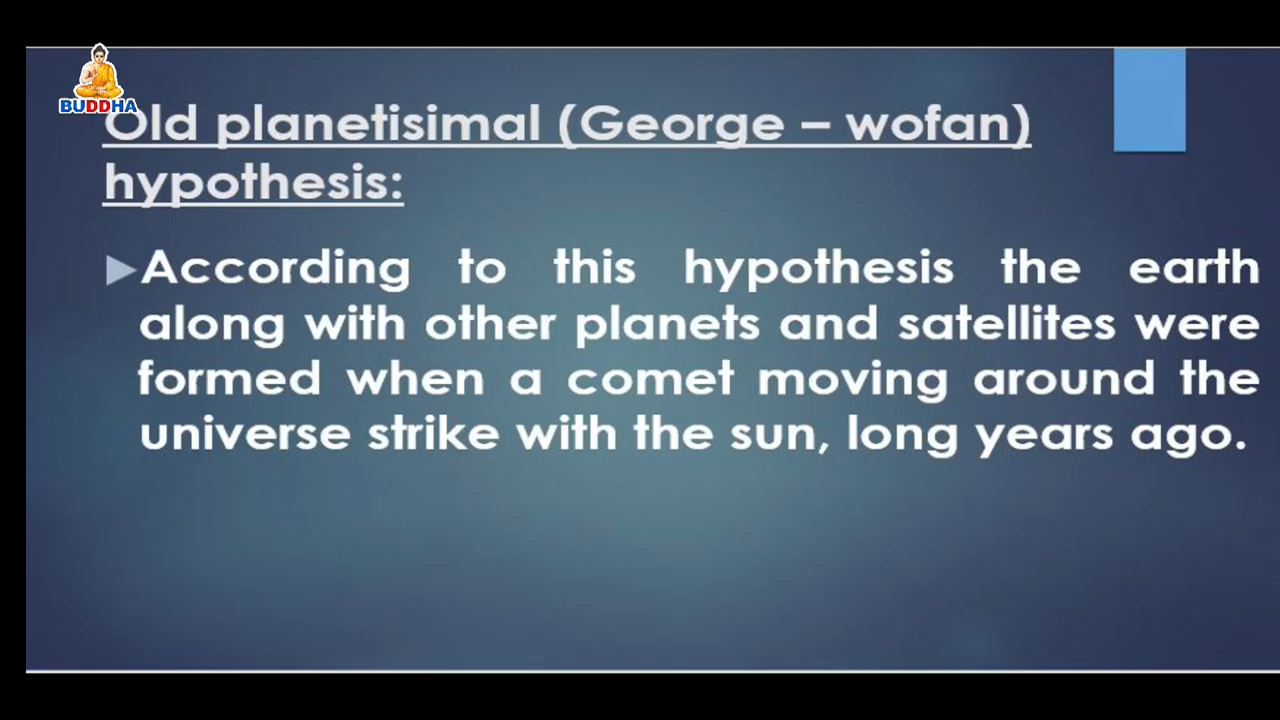 BUDDHA
Old planetisimal (George – wofan)
hypothesis:
According to this hypothesis the earth
along with other planets and satellites were
formed when a comet moving around the
universe strike with the sun, long years ago.